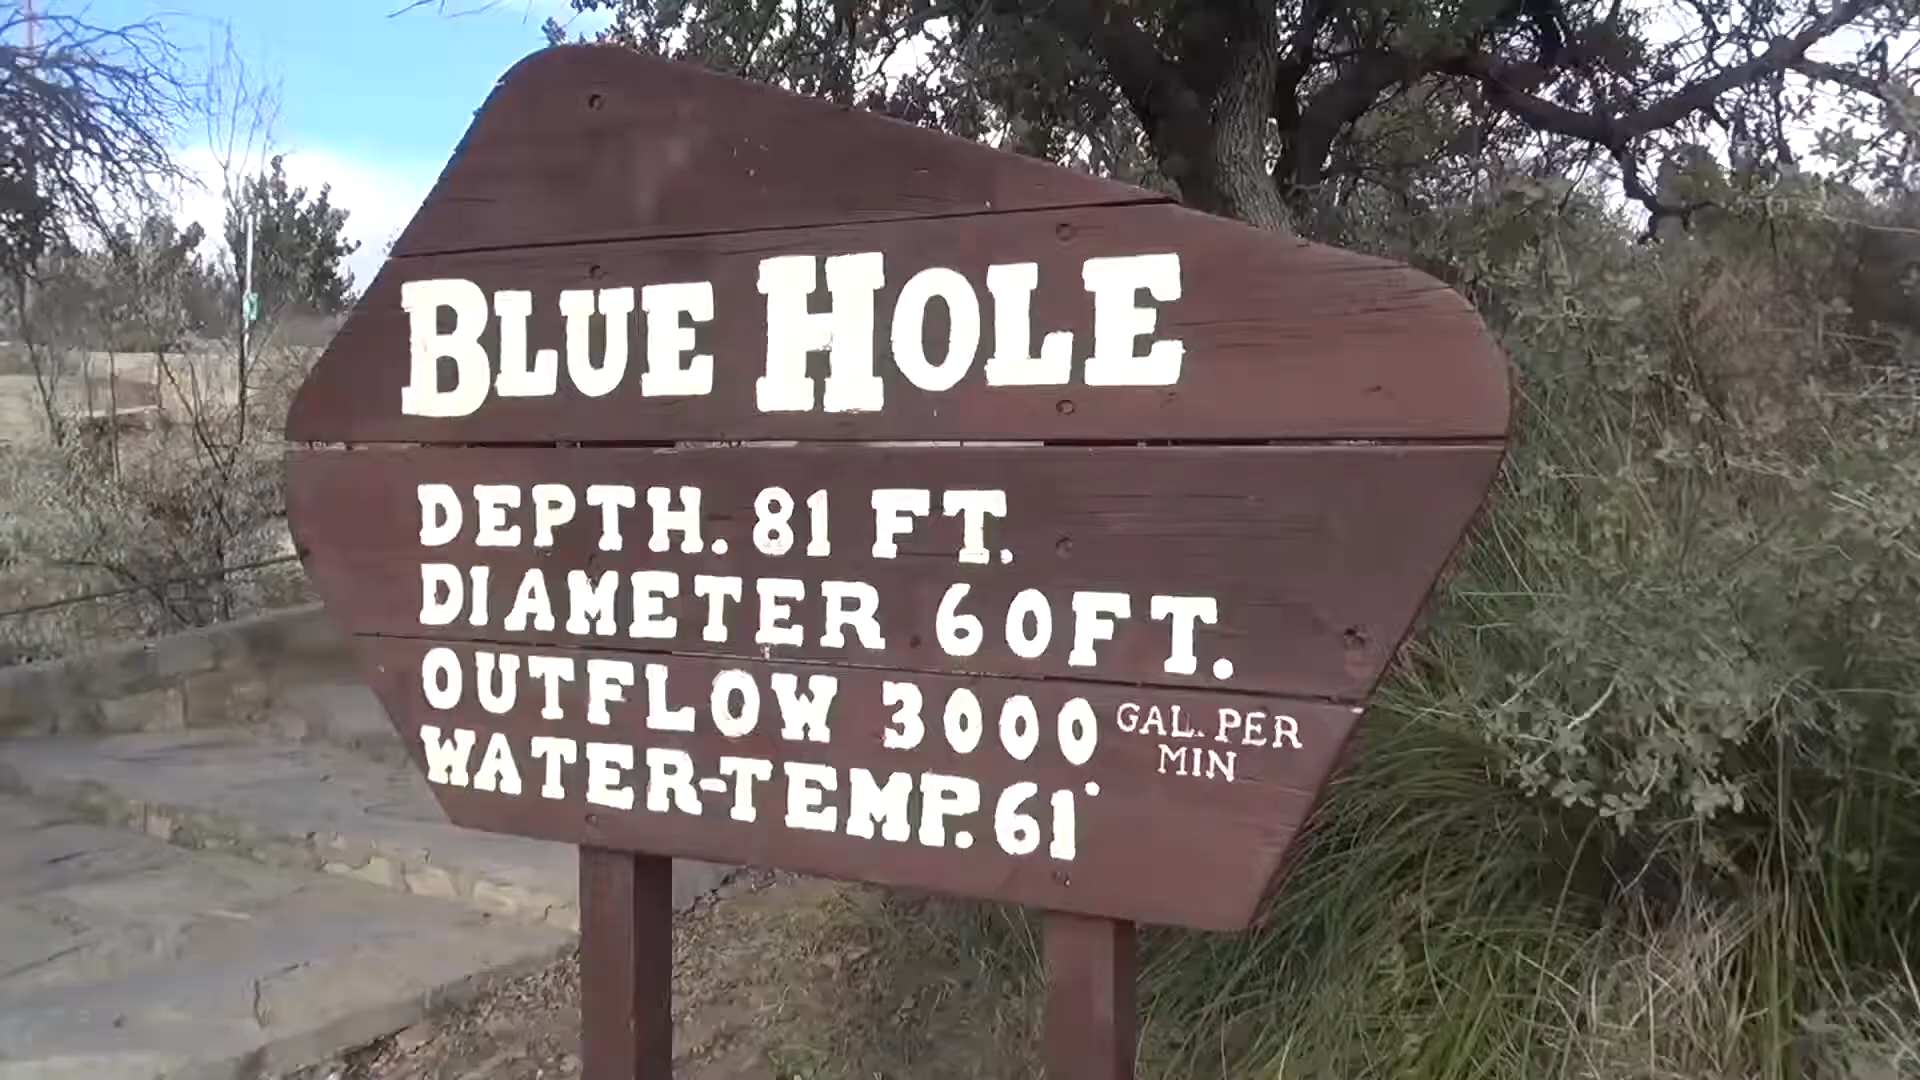 BLUE HOLE
DEPTH. 81 FT.
DIAMETER 60FT.
OUTFLOW 3000 GAL. PER MIN
WATER-TEMP. 61°